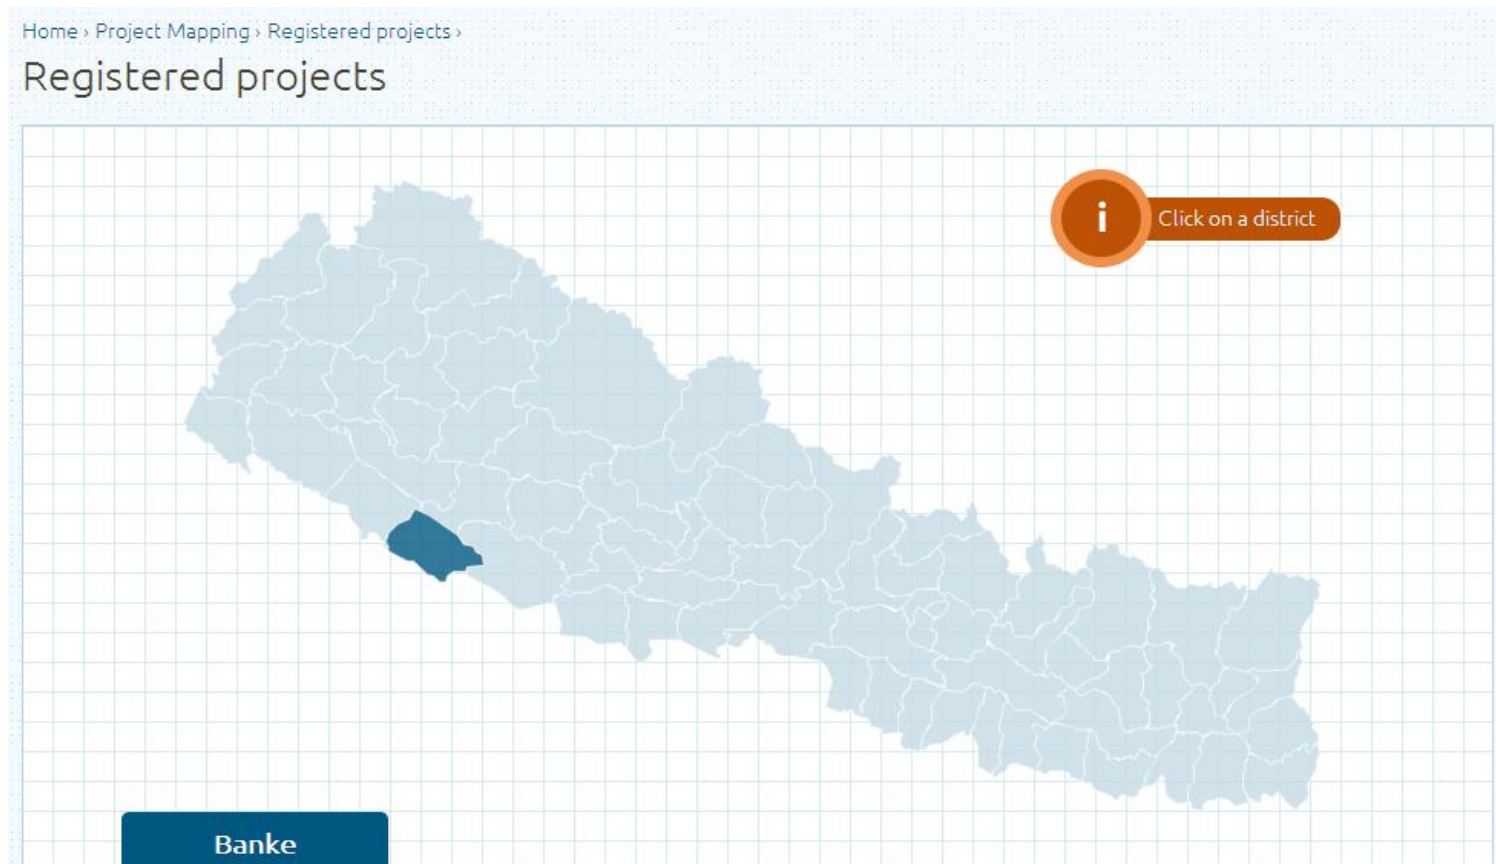 Home › Project Mapping › Registered projects ›
Registered projects
i
Click on a district
Banke